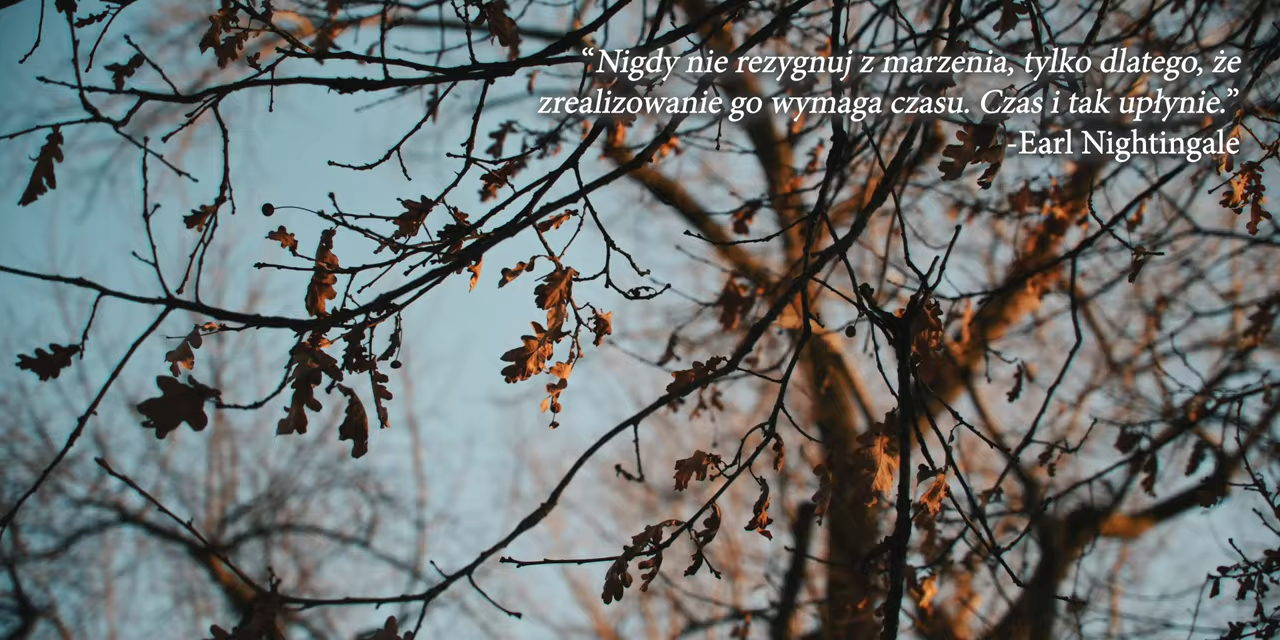 “Nigdy nie rezygnuj z marzenia, tylko dlatego, że
zrealizowanie go wymaga czasu. Czas i tak upłynie.”
-Earl Nightingale